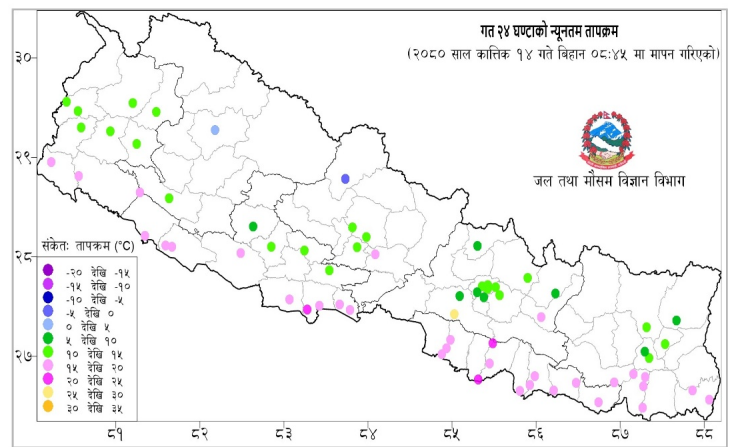 गत २४ घण्टाको न्यूनतम तापक्रम
(२०८० साल कात्तिक १४ गते बिहान ०८:४५ मा मापन गरिएको)
जल तथा मौसम विज्ञान विभाग
संकेत: तापक्रम (°C)
-२० देखि -१५
-१५ देखि -१०
-१० देखि -५
-५ देखि ०
० देखि ५
५ देखि १०
१० देखि १५
१५ देखि २०
२० देखि २५
२५ देखि ३०
३० देखि ३५
३०
२९
२८
२७
८१ ८२ ८३ ८४ ८५ ८६ ८७ ८८